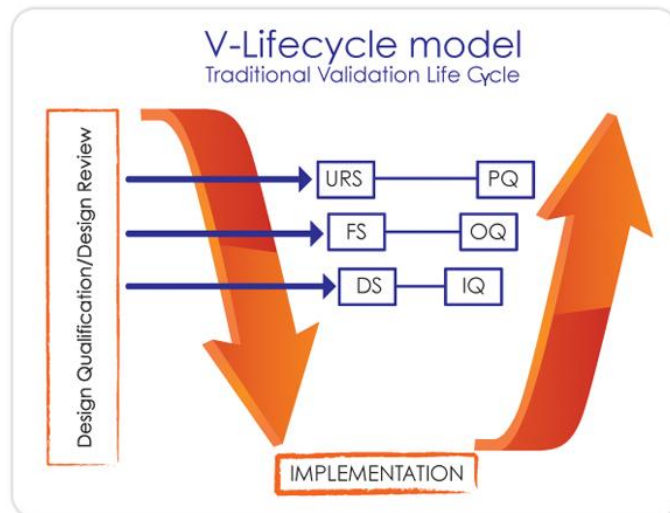 V-Lifecycle model
Traditional Validation Life Cycle
Design Qualification/Design Review
URS
PQ
FS
OQ
DS
IQ
IMPLEMENTATION